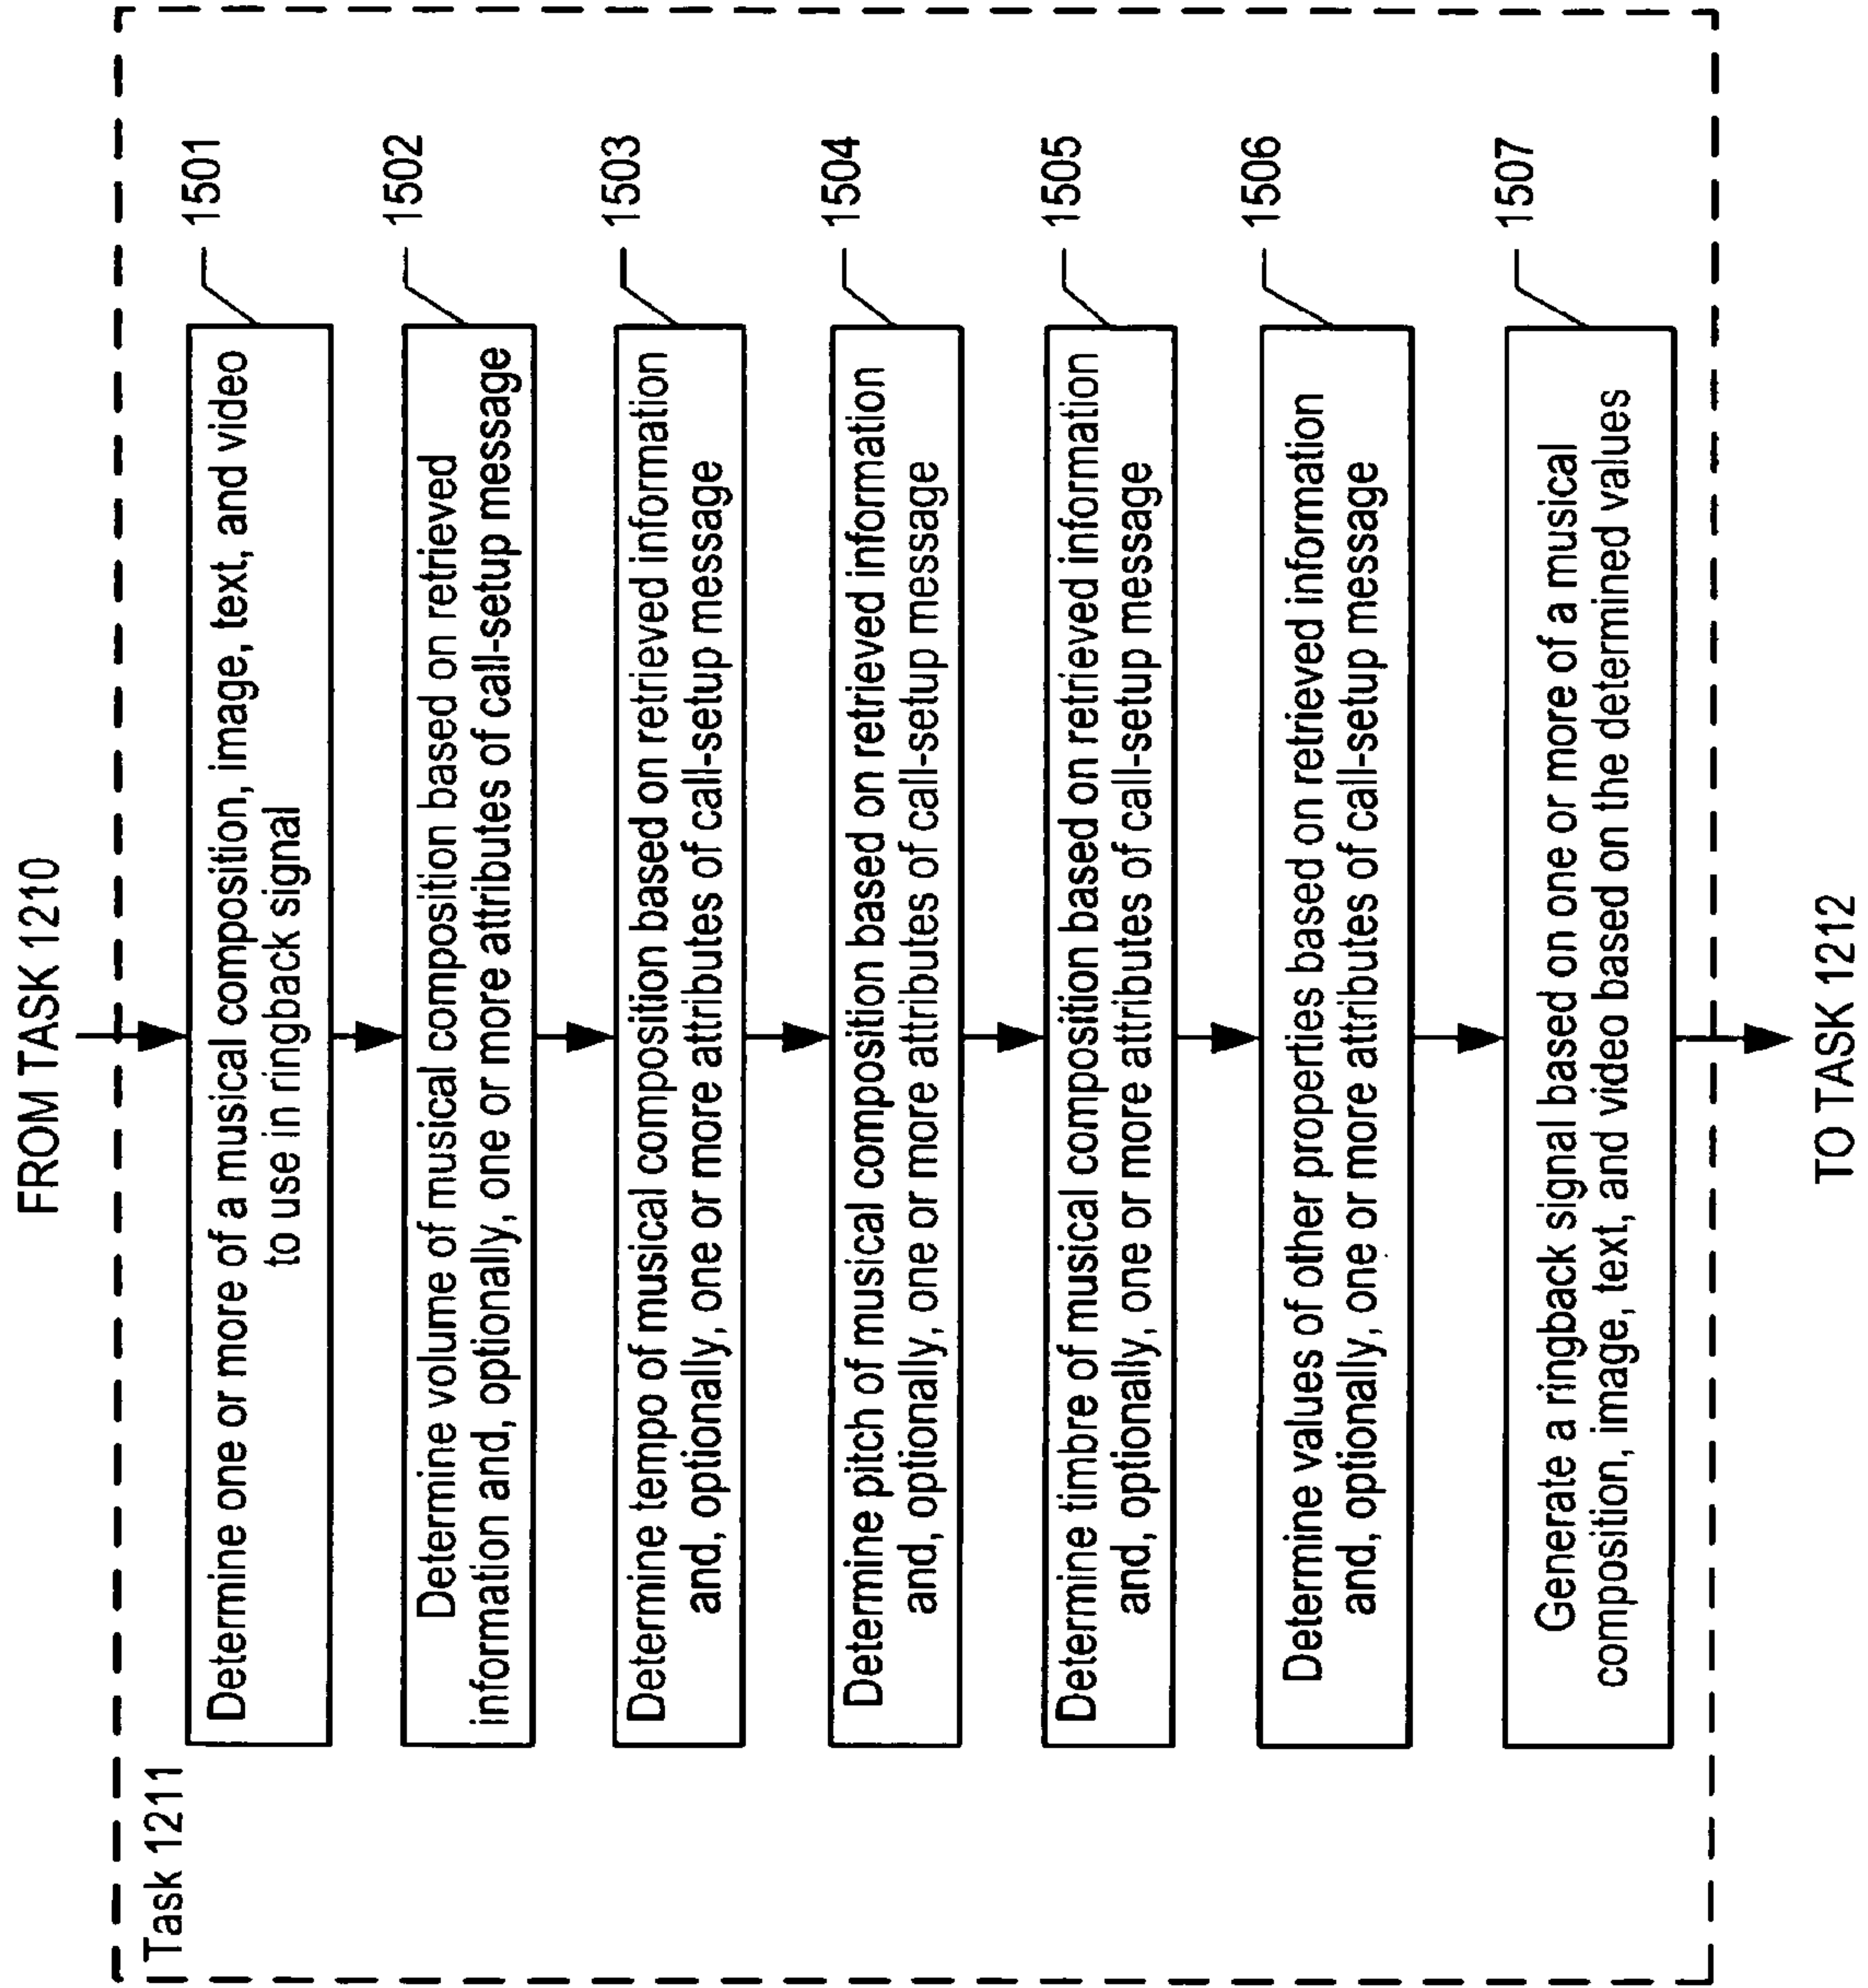 FROM TASK 1210
Task 1211
1501
Determine one or more of a musical composition, image, text, and video
to use in ringback signal
1502
Determine volume of musical composition based on retrieved
information and, optionally, one or more attributes of call-setup message
1503
Determine tempo of musical composition based on retrieved information
and, optionally, one or more attributes of call-setup message
1504
Determine pitch of musical composition based on retrieved information
and, optionally, one or more attributes of call-setup message
1505
Determine timbre of musical composition based on retrieved information
and, optionally, one or more attributes of call-setup message
1506
Determine values of other properties based on retrieved information
and, optionally, one or more attributes of call-setup message
1507
Generate a ringback signal based on one or more of a musical
composition, image, text, and video based on the determined values
TO TASK 1212